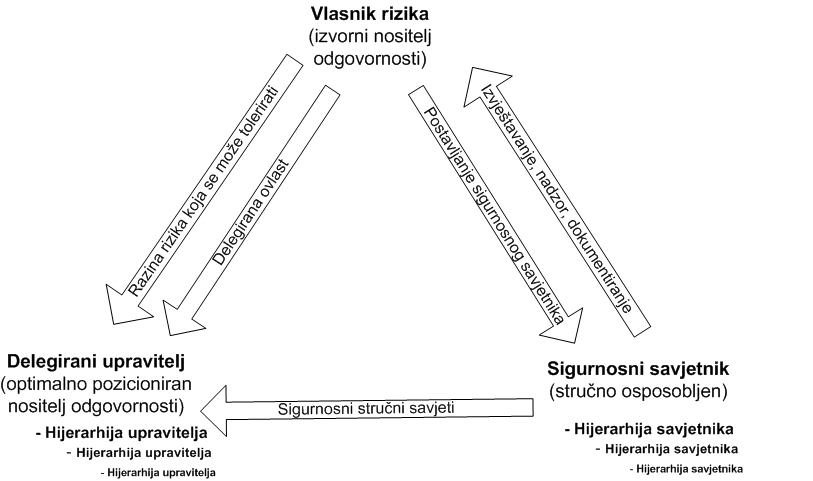 Vlasnik rizika
(izvorni nositelj
odgovornosti)
Razina rizika koja se može tolerirati
Delegirana ovlast
Postavljanje sigurnosnog savjetnika
Izvještavanje, nadzor, dokumentiranje
Delegirani upravitelj
(optimalno pozicioniran
nositelj odgovornosti)
- Hijerarhija upravitelja
- Hijerarhija upravitelja
- Hijerarhija upravitelja
Sigurnosni stručni savjeti
Sigurnosni savjetnik
(stručno osposobljen)
- Hijerarhija savjetnika
- Hijerarhija savjetnika
- Hijerarhija savjetnika